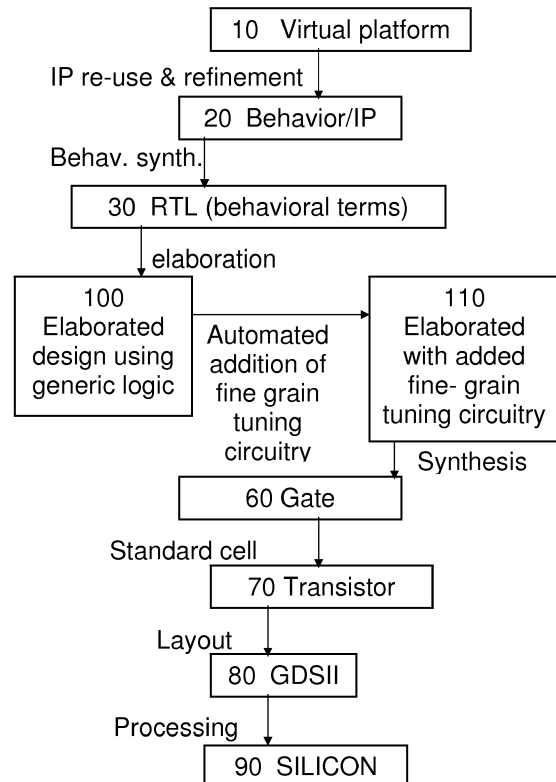 10 Virtual platform
IP re-use & refinement
20 Behavior/IP
Behav. synth.
30 RTL (behavioral terms)
elaboration
100
Elaborated
design using
generic logic
Automated
addition of
fine grain
tuning
circuitry
110
Elaborated
with added
fine- grain
tuning circuitry
Synthesis
60 Gate
Standard cell
70 Transistor
Layout
80 GDSII
Processing
90 SILICON